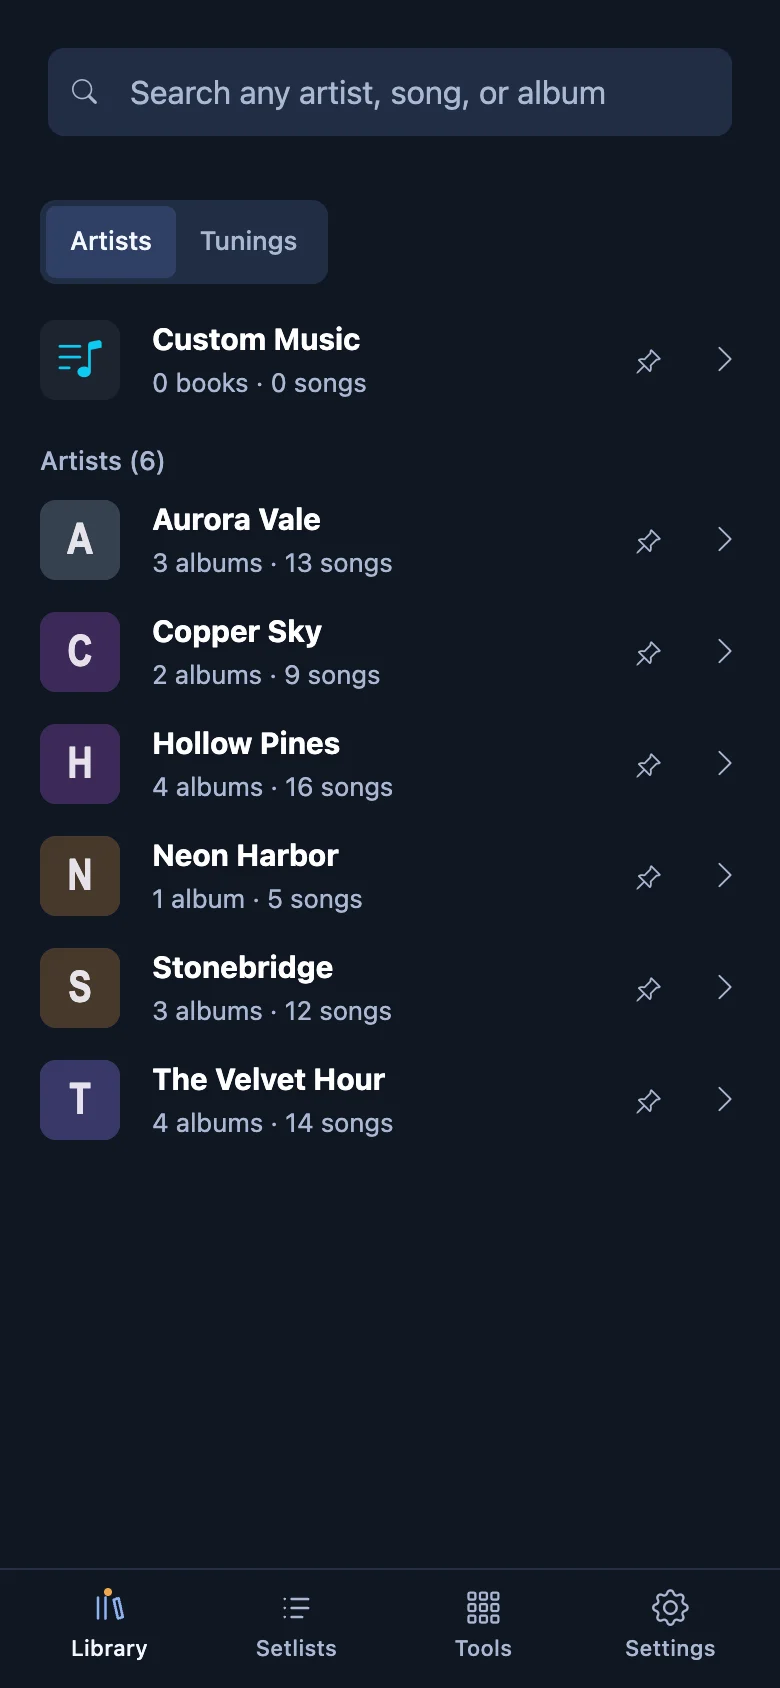 Search any artist, song, or album
Artists
Tunings
Custom Music
0 books · 0 songs
Artists (6)
A
Aurora Vale
3 albums · 13 songs
C
Copper Sky
2 albums · 9 songs
H
Hollow Pines
4 albums · 16 songs
N
Neon Harbor
1 album · 5 songs
S
Stonebridge
3 albums · 12 songs
T
The Velvet Hour
4 albums · 14 songs
Library
Setlists
Tools
Settings